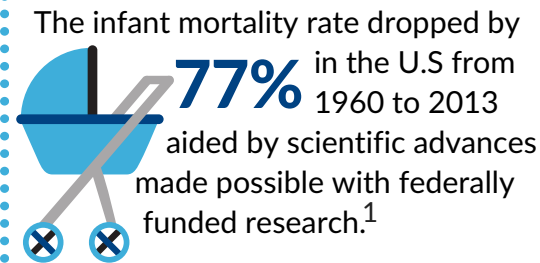 The infant mortality rate dropped by
77% in the U.S from
1960 to 2013
aided by scientific advances
made possible with federally
funded research.1